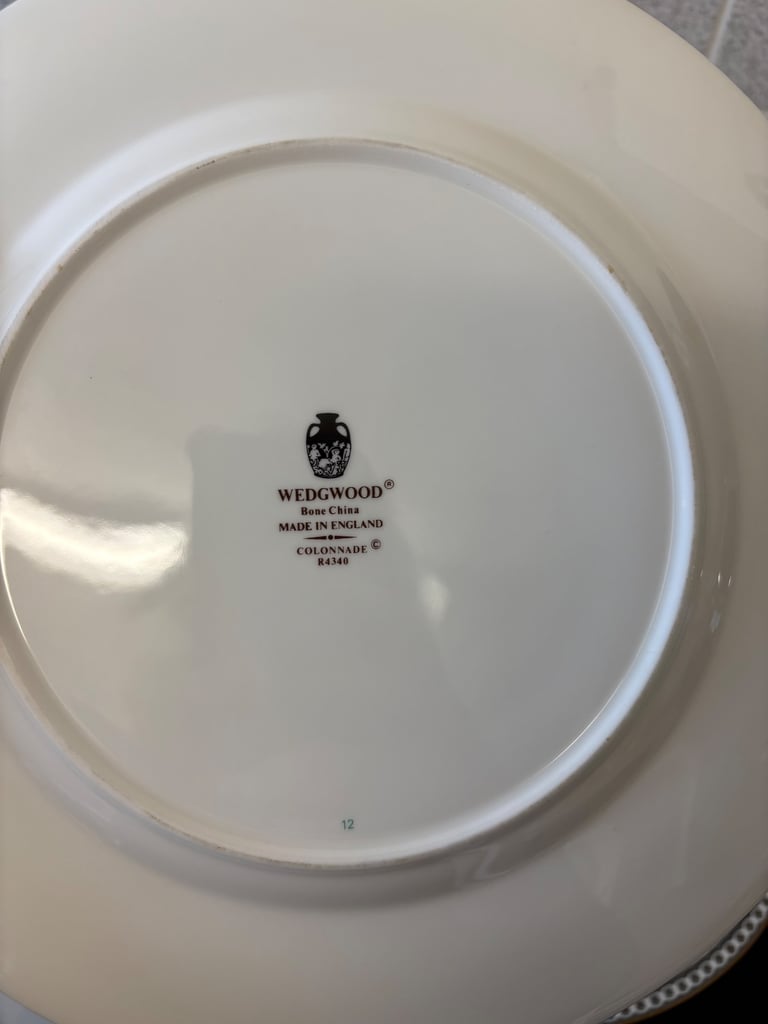 WEDGWOOD®
Bone China
MADE IN ENGLAND
COLONNADE ©
R4340
12